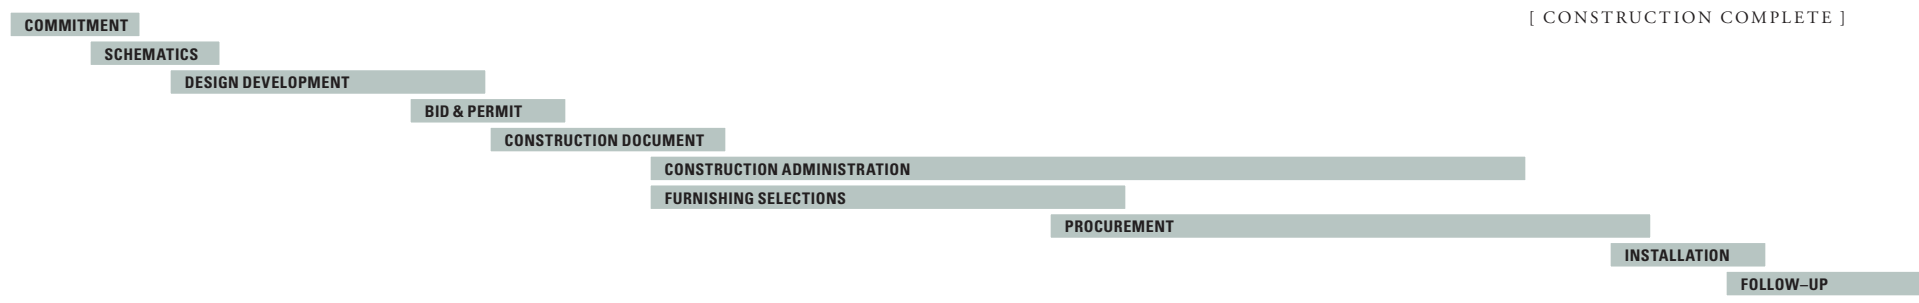 [ CONSTRUCTION COMPLETE ]
COMMITMENT
SCHEMATICS
DESIGN DEVELOPMENT
BID & PERMIT
CONSTRUCTION DOCUMENT
CONSTRUCTION ADMINISTRATION
FURNISHING SELECTIONS
PROCUREMENT
INSTALLATION
FOLLOW–UP